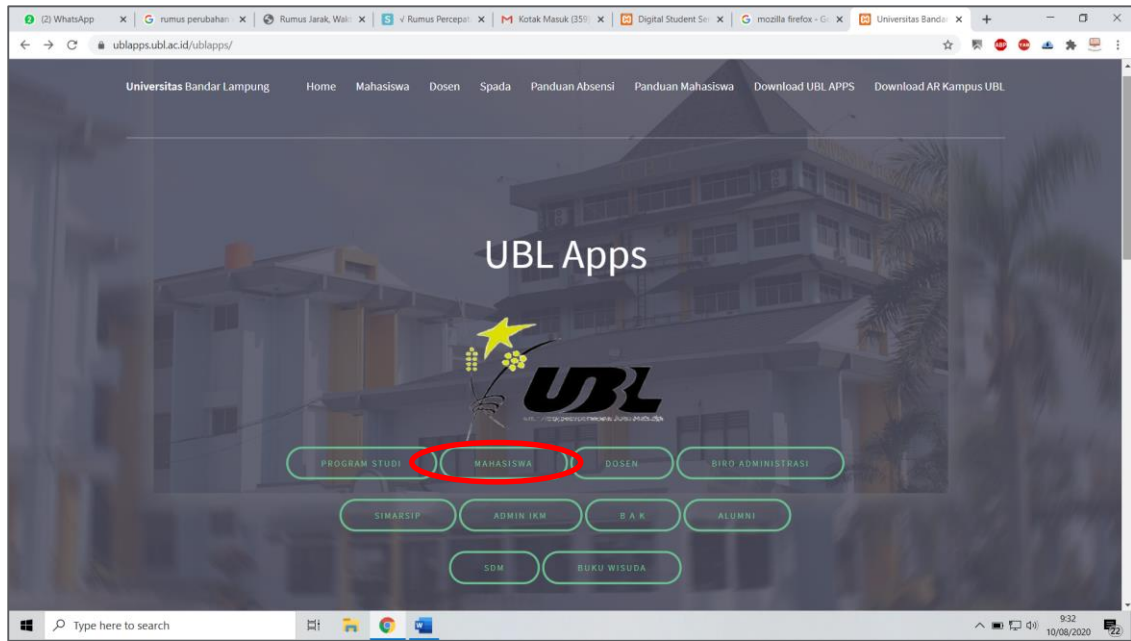 (2) WhatsApp rumus perubahan Rumus Jarak, Wak √ Rumus Percepat Kotak Masuk (359) Digital Student Ser mozilla firefox - G Universitas Bandar
ublapps.ubl.ac.id/ublapps/
Universitas Bandar Lampung Home Mahasiswa Dosen Spada Panduan Absensi Panduan Mahasiswa Download UBL APPS Download AR Kampus UBL
UBL Apps
UBL
PROGRAM STUDI MAHASISWA DOSEN BIRO ADMINISTRASI
SIMARSIP ADMIN IKM B A K ALUMNI
SDM BUKU WISUDA
Type here to search
9:32
10/08/2020
22